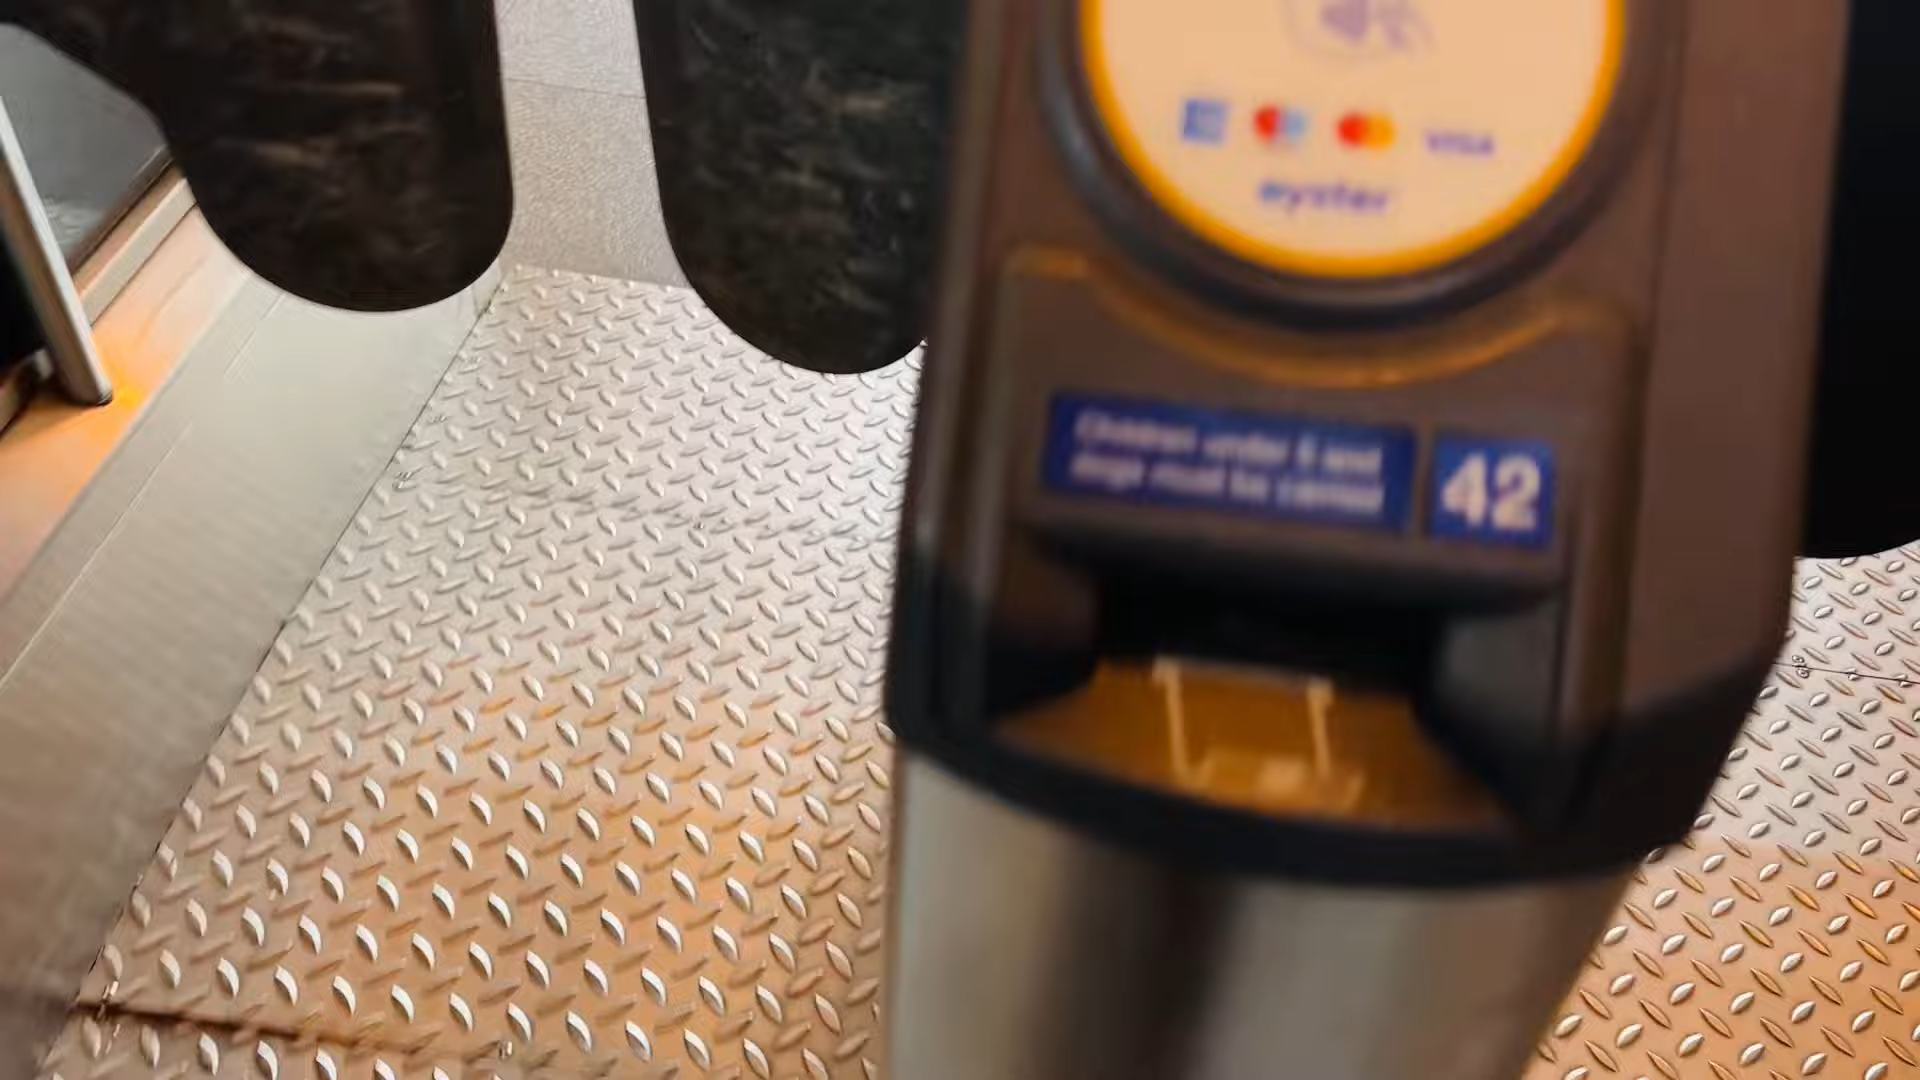 VISA
oyster
Children under 5 and
dogs must be carried
42